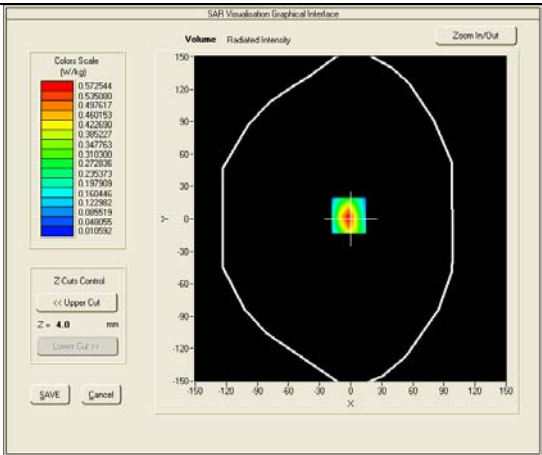 SAR Visualisation Graphical Interface
Volume Radiated Intensity
Zoom In/Out
Colors Scale
(W/kg)
0.572544
0.535080
0.497617
0.460153
0.422690
0.385227
0.347763
0.310300
0.272836
0.235373
0.197909
0.160446
0.122982
0.085519
0.048055
0.010592
Z Cuts Control
<< Upper Cut
Z = 4.0 mm
Lower Cut >>
SAVE Cancel
150
120
90
60
30
0
-30
-60
-90
-120
-150
Y
-150 -120 -90 -60 -30 0 30 60 90 120 150
X